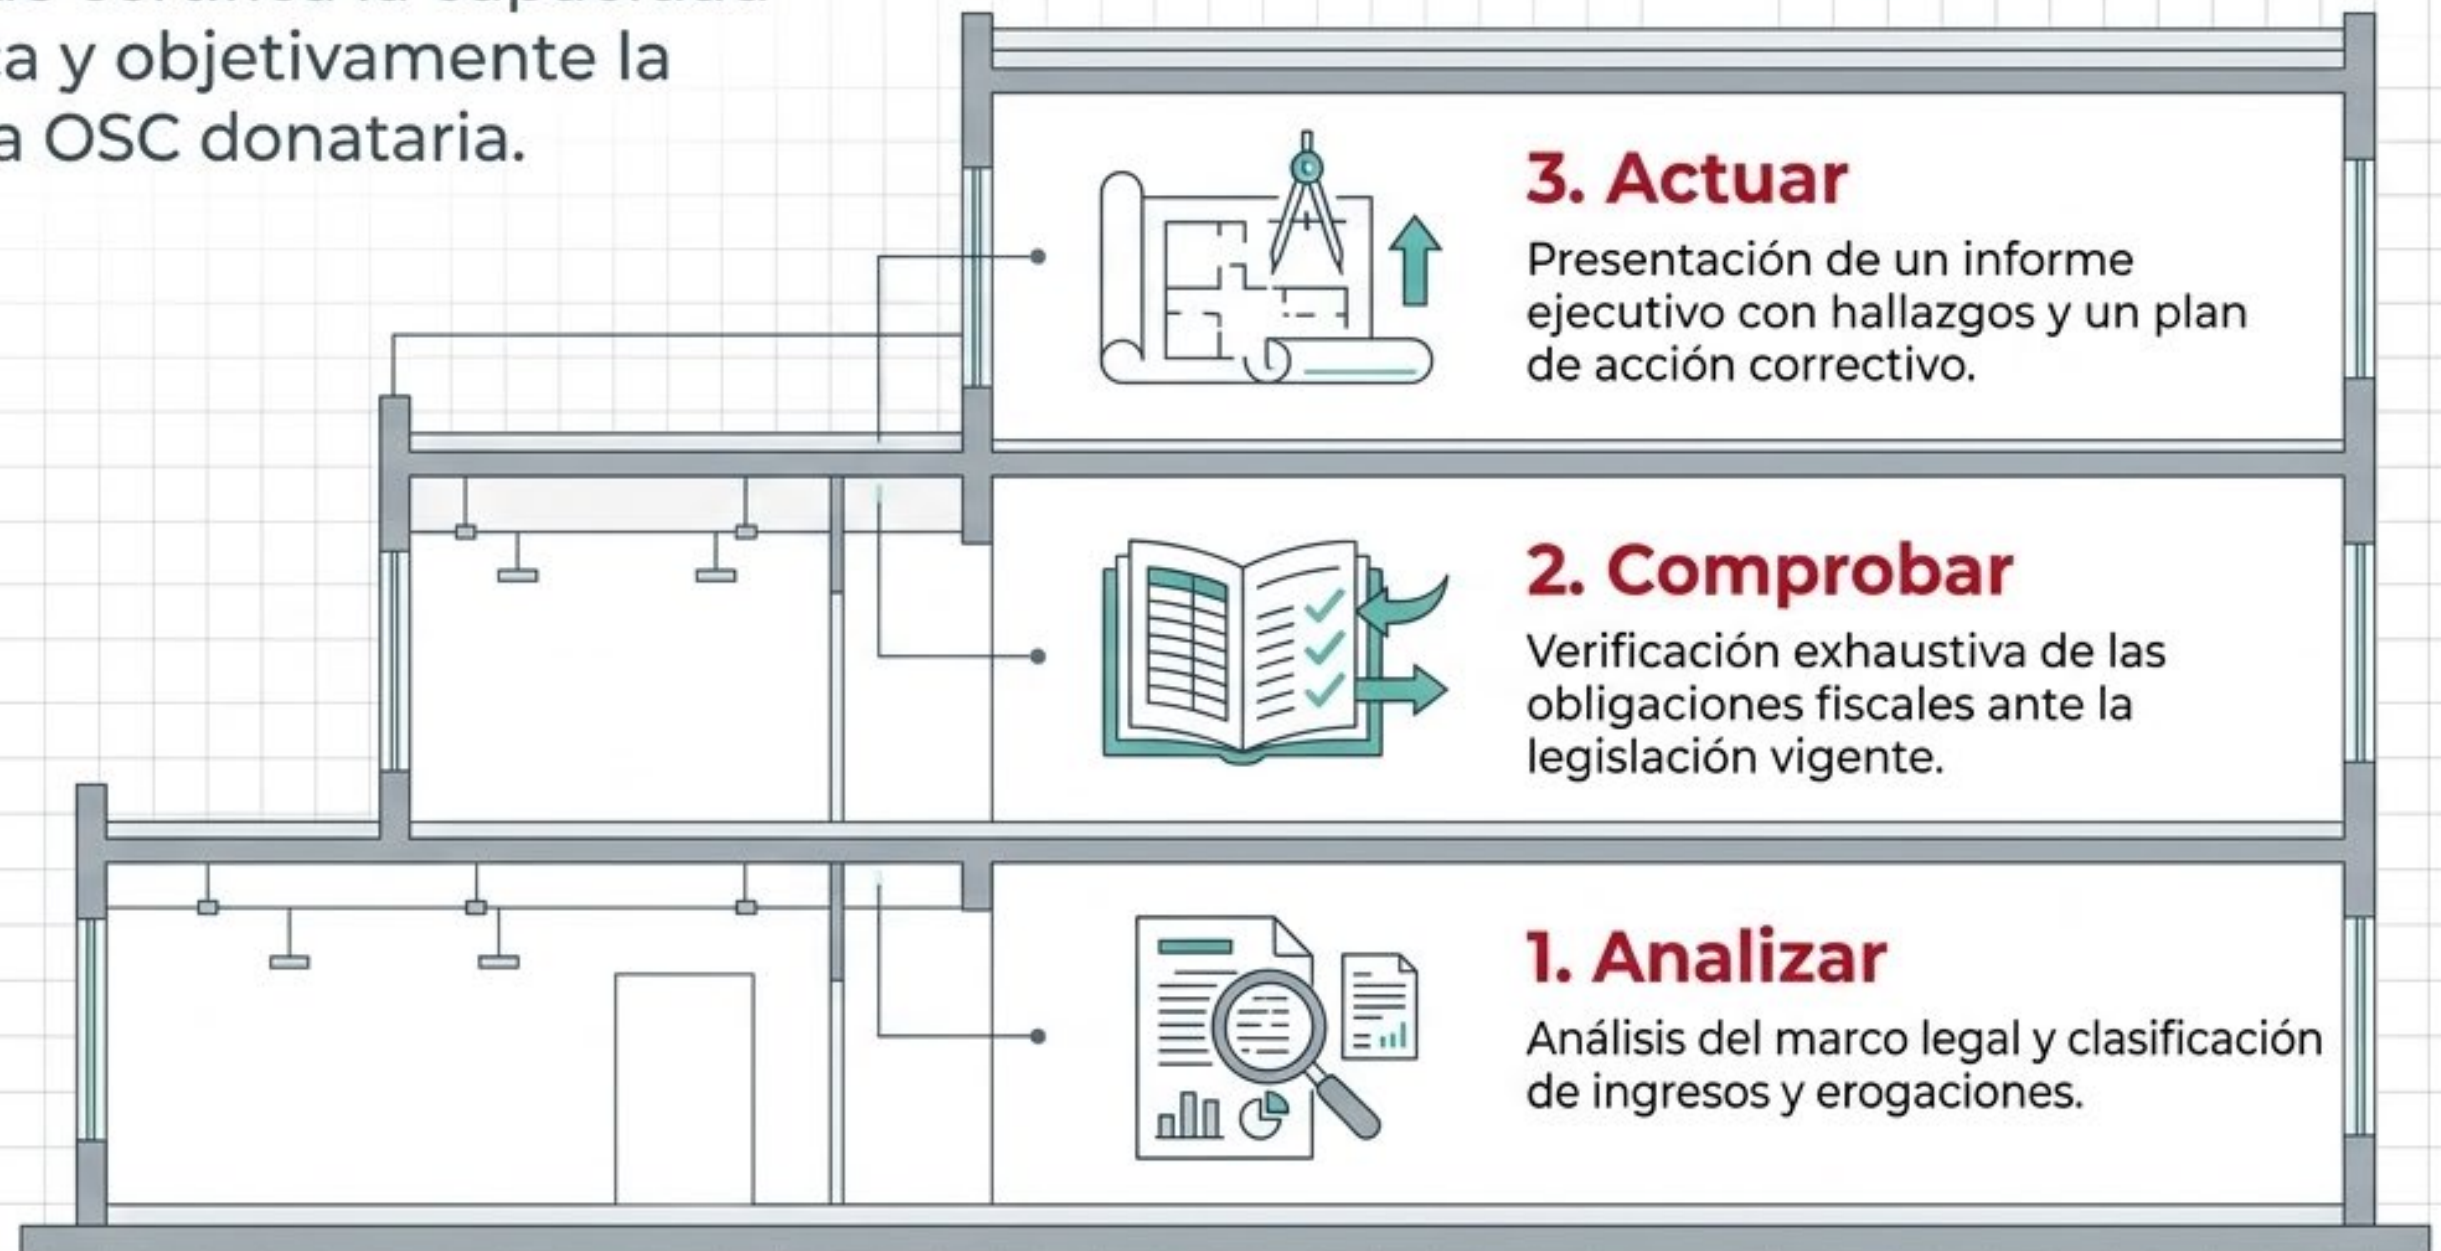 y objetivamente la
OSC donataria.
3. Actuar
Presentación de un informe
ejecutivo con hallazgos y un plan
de acción correctivo.
2. Comprobar
Verificación exhaustiva de las
obligaciones fiscales ante la
legislación vigente.
1. Analizar
Análisis del marco legal y clasificación
de ingresos y erogaciones.